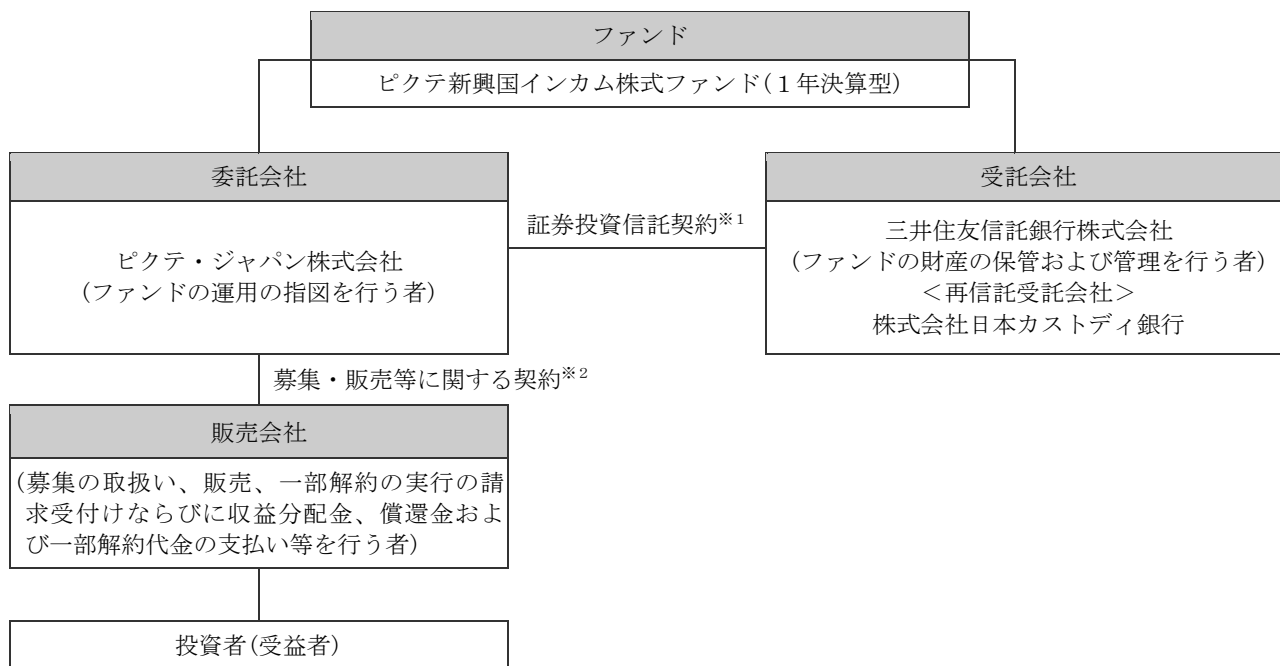 ファンド
ピクテ新興国インカム株式ファンド(1年決算型)
委託会社
ピクテ・ジャパン株式会社
(ファンドの運用の指図を行う者)
証券投資信託契約※1
受託会社
三井住友信託銀行株式会社
(ファンドの財産の保管および管理を行う者)
<再信託受託会社>
株式会社日本カストディ銀行
募集・販売等に関する契約※2
販売会社
(募集の取扱い、販売、一部解約の実行の請
求受付けならびに収益分配金、償還金およ
び一部解約代金の支払い等を行う者)
投資者(受益者)